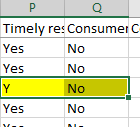 P Q
Timely res Consumer C
Yes No
Yes No
Y No
Yes No
Yes No